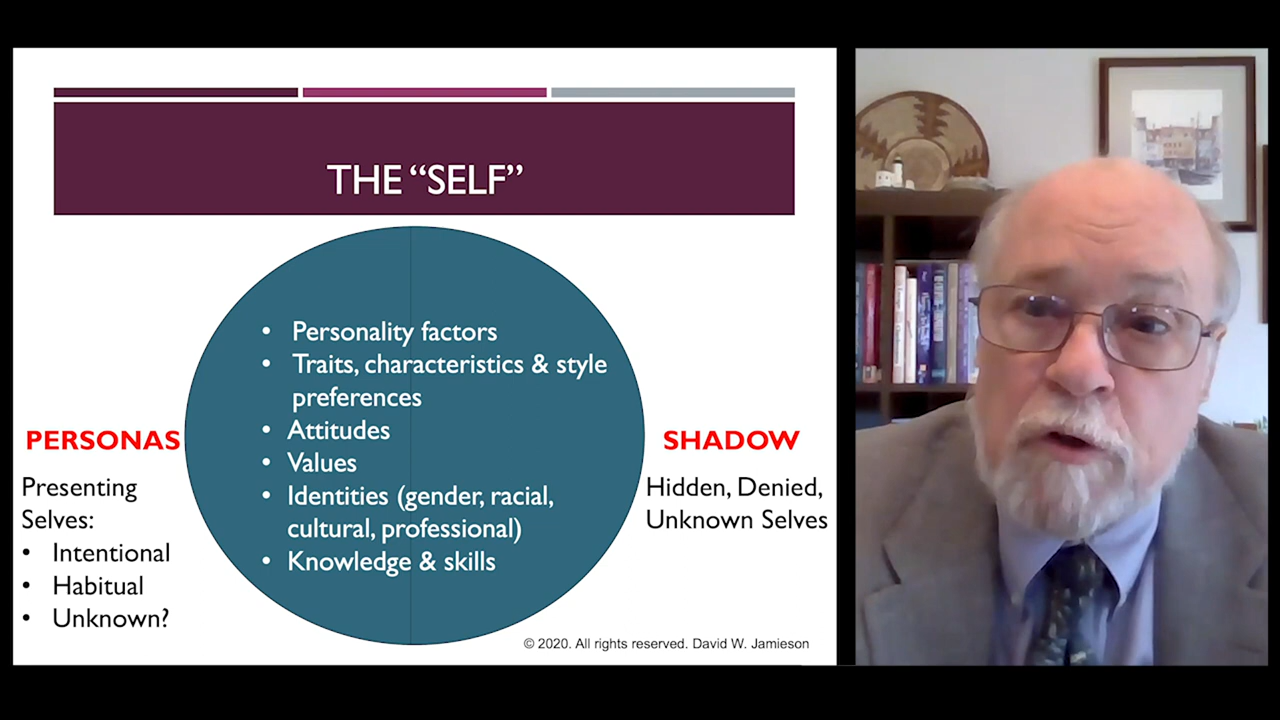 THE “SELF”
• Personality factors
• Traits, characteristics & style
preferences
• Attitudes
• Values
• Identities (gender, racial,
cultural, professional)
• Knowledge & skills
PERSONAS
Presenting
Selves:
• Intentional
• Habitual
• Unknown?
SHADOW
Hidden, Denied,
Unknown Selves
© 2020. All rights reserved. David W. Jamieson